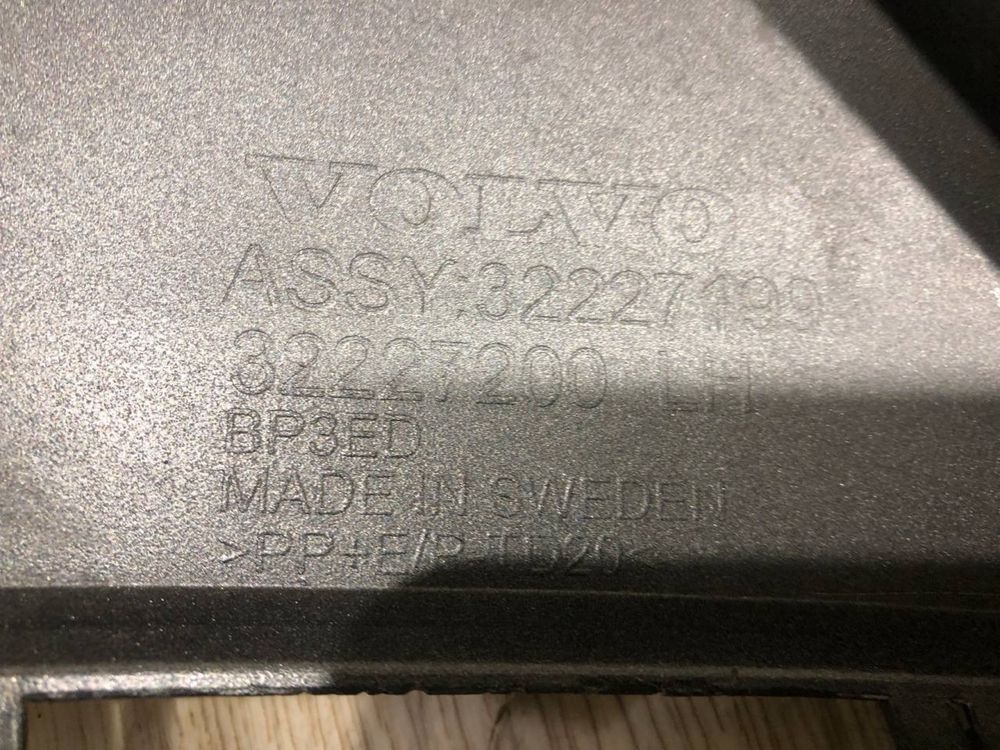 VOLVO
ASSY:32227199
32227200 LH
BP3ED
MADE IN SWEDEN
>PP+E/P TD20<